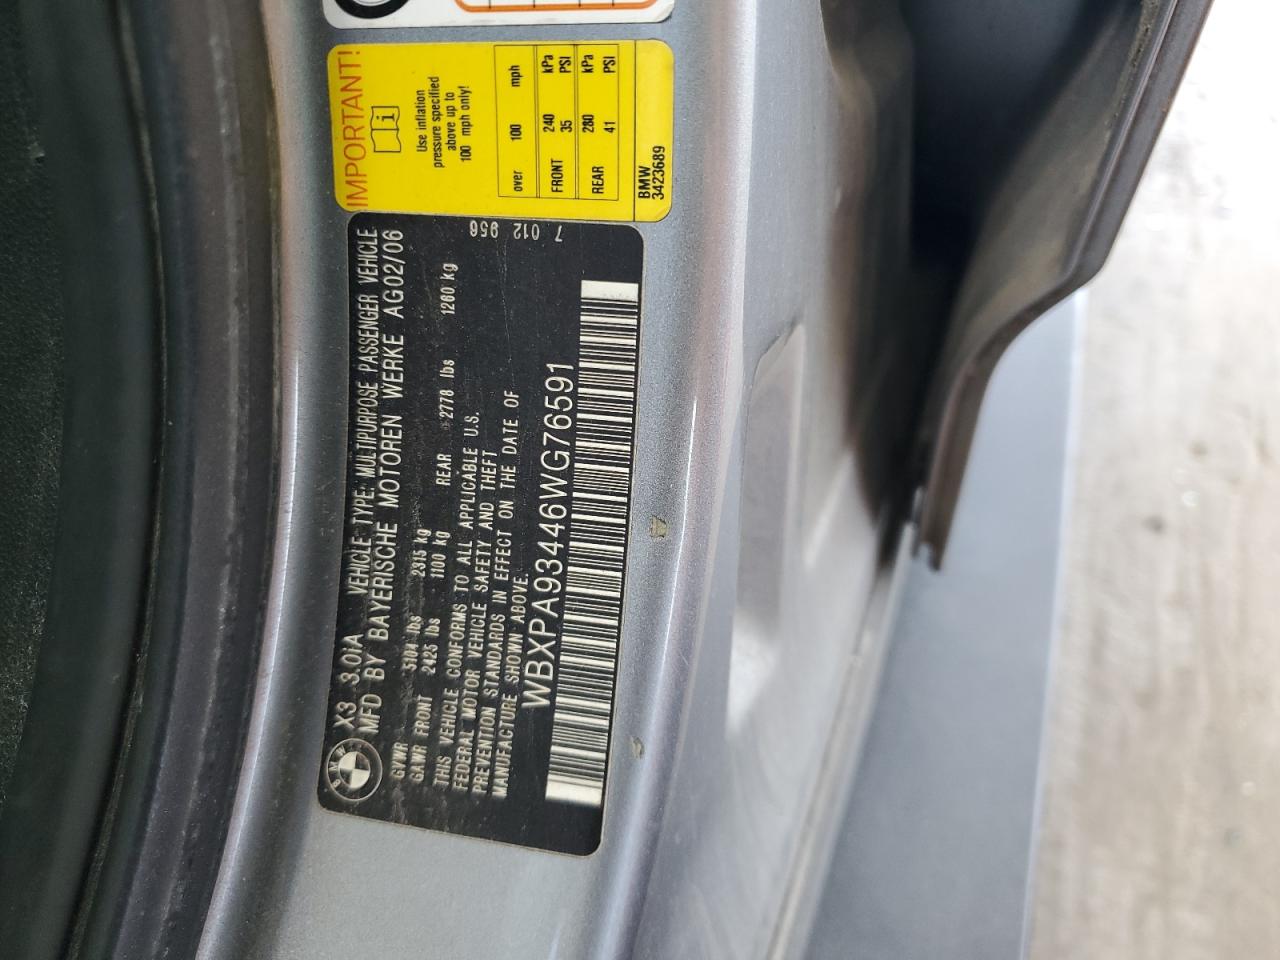 IMPORTANT!
Use inflation
pressure specified
above up to
100 mph only!
over 100 mph
FRONT 240 kPa
35 PSI
REAR 280 kPa
41 PSI
BMW
3423689
BMW
X3 3.0iA VEHICLE TYPE: MULTIPURPOSE PASSENGER VEHICLE
MFD BY BAYERISCHE MOTOREN WERKE AG02/06
GVWR 5104 lbs 2315 kg
GAWR FRONT 2425 lbs 1100 kg REAR 2778 lbs 1260 kg
THIS VEHICLE CONFORMS TO ALL APPLICABLE U.S.
FEDERAL MOTOR VEHICLE SAFETY AND THEFT
PREVENTION STANDARDS IN EFFECT ON THE DATE OF
MANUFACTURE SHOWN ABOVE.
WBXPA93446WG76591
7 012 956